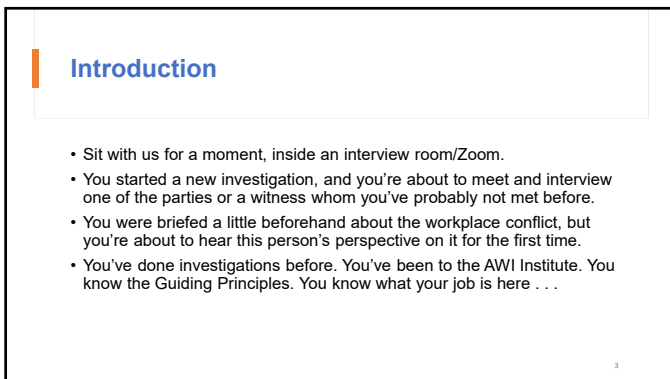 Introduction
• Sit with us for a moment, inside an interview room/Zoom.
• You started a new investigation, and you're about to meet and interview
one of the parties or a witness whom you've probably not met before.
• You were briefed a little beforehand about the workplace conflict, but
you're about to hear this person's perspective on it for the first time.
• You've done investigations before. You've been to the AWI Institute. You
know the Guiding Principles. You know what your job is here . . .
3